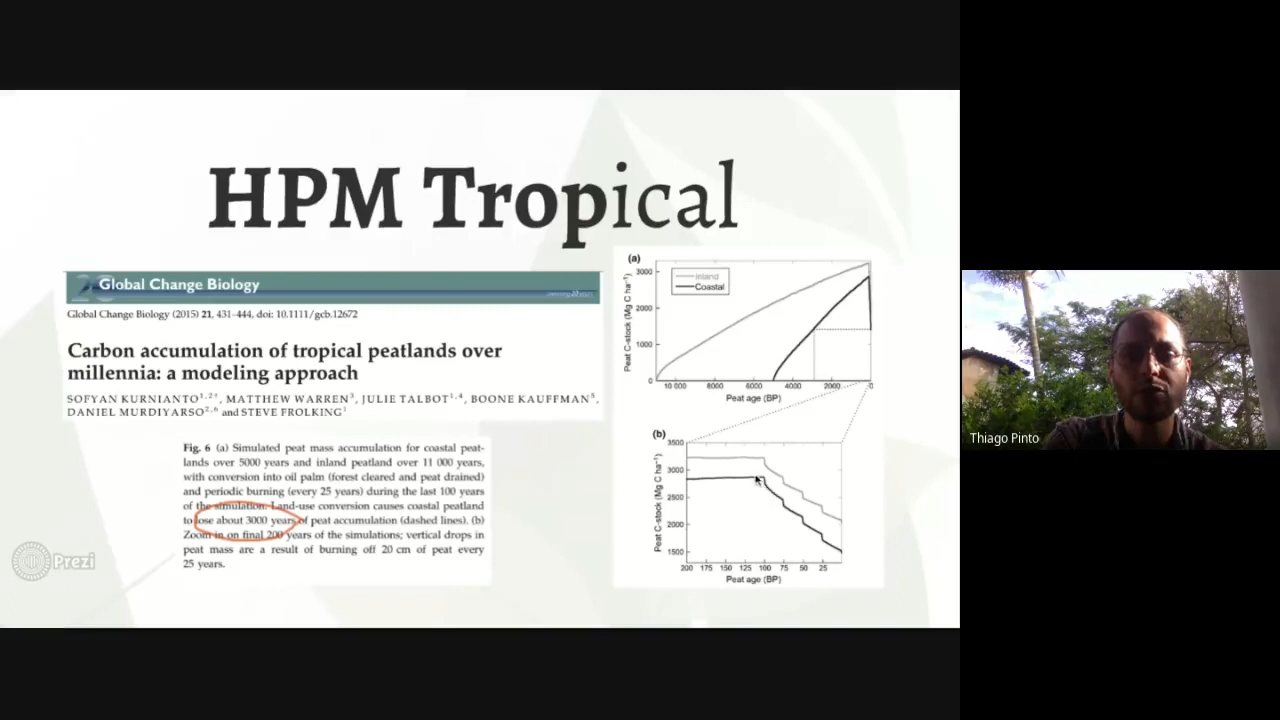 HPM Tropical
Global Change Biology
Global Change Biology (2015) 21, 431–444, doi: 10.1111/gcb.12672
Carbon accumulation of tropical peatlands over
millennia: a modeling approach
SOFYAN KURNIANTO1,2*, MATTHEW WARREN3, JULIE TALBOT1,4, BOONE KAUFFMAN5,
DANIEL MURDIYARSO2,6 and STEVE FROLKING1
Fig. 6 (a) Simulated peat mass accumulation for coastal peat-
lands over 5000 years and inland peatland over 11 000 years,
with conversion into oil palm (forest cleared and peat drained)
and periodic burning (every 25 years) during the last 100 years
of the simulation. Land-use conversion causes coastal peatland
to lose about 3000 years of peat accumulation (dashed lines). (b)
Zoom in on final 200 years of the simulations; vertical drops in
peat mass are a result of burning off 20 cm of peat every
25 years.
Prezi
(a)
Inland
Coastal
Peat C-stock (Mg C ha−1)
3000
2000
1000
0
10 000 8000 6000 4000 2000 0
Peat age (BP)
(b)
Peat C-stock (Mg C ha−1)
3500
3000
2500
2000
1500
200 175 150 125 100 75 50 25
Peat age (BP)
Thiago Pinto